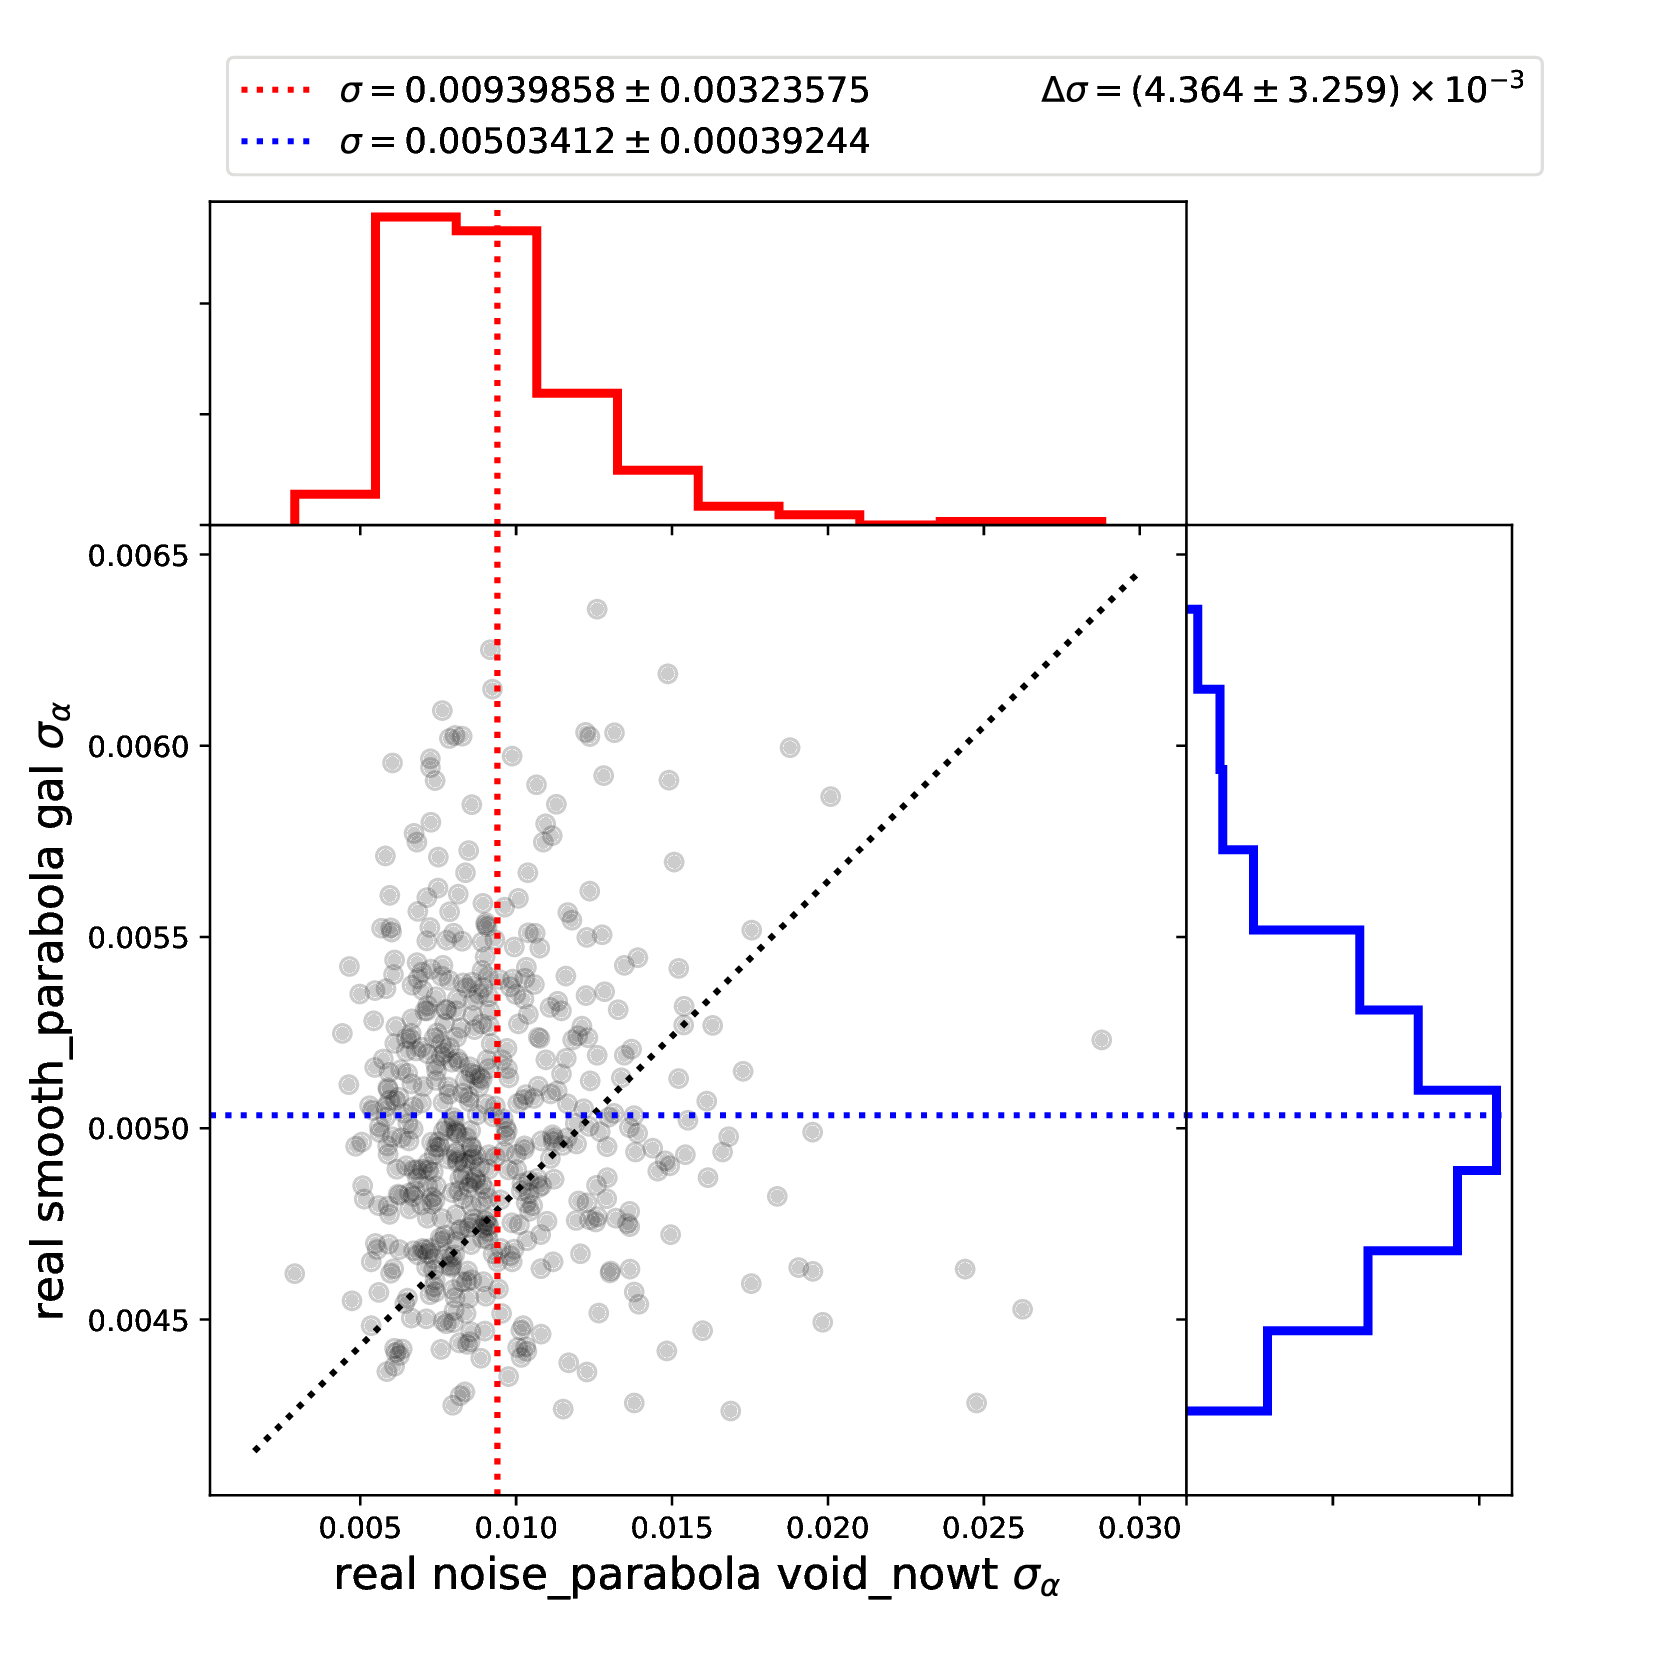 σ = 0.00939858 ± 0.00323575
Δσ = (4.364 ± 3.259) × 10⁻³
σ = 0.00503412 ± 0.00039244
0.0065
0.0060
0.0055
0.0050
0.0045
real smooth_parabola gal σα
0.005 0.010 0.015 0.020 0.025 0.030
real noise_parabola void_nowt σα